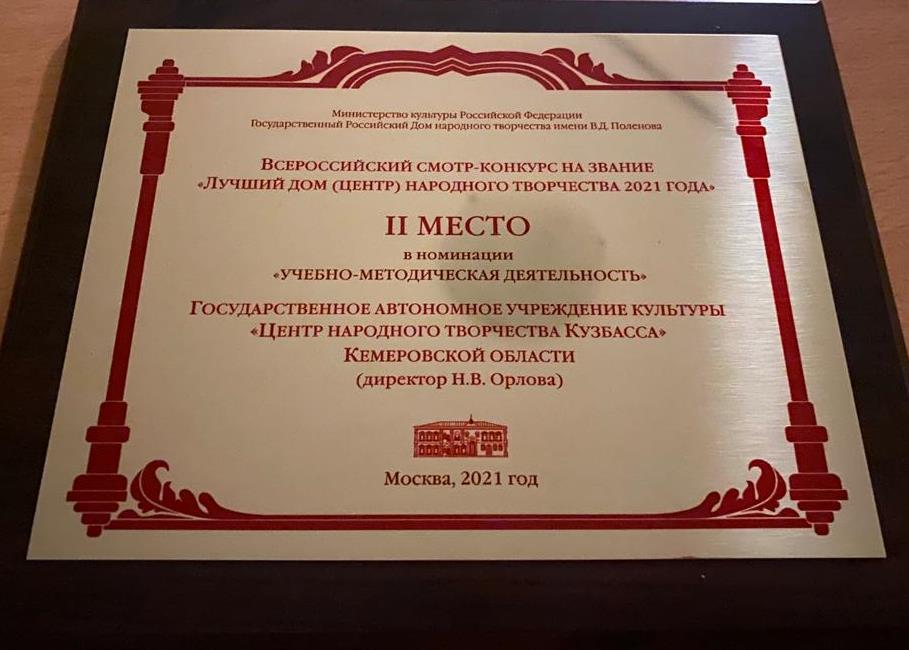 Министерство культуры Российской Федерации
Государственный Российский Дом народного творчества имени В.Д. Поленова
Всероссийский смотр-конкурс на звание
«Лучший дом (центр) народного творчества 2021 года»
II МЕСТО
в номинации
«учебно-методическая деятельность»
Государственное автономное учреждение культуры
«Центр народного творчества Кузбасса»
Кемеровской области
(директор Н.В. Орлова)
Москва, 2021 год